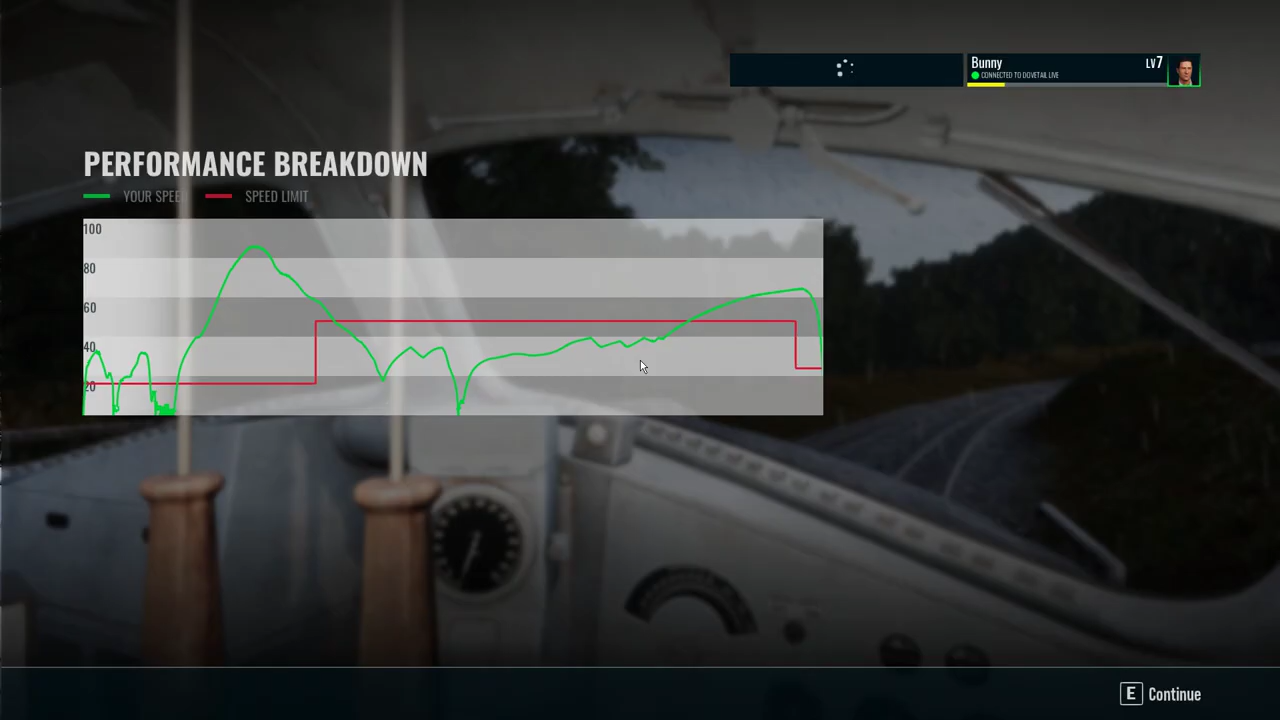 Bunny
LV7
CONNECTED TO DOVETAIL LIVE
PERFORMANCE BREAKDOWN
YOUR SPEED
SPEED LIMIT
100
80
60
40
20
E Continue